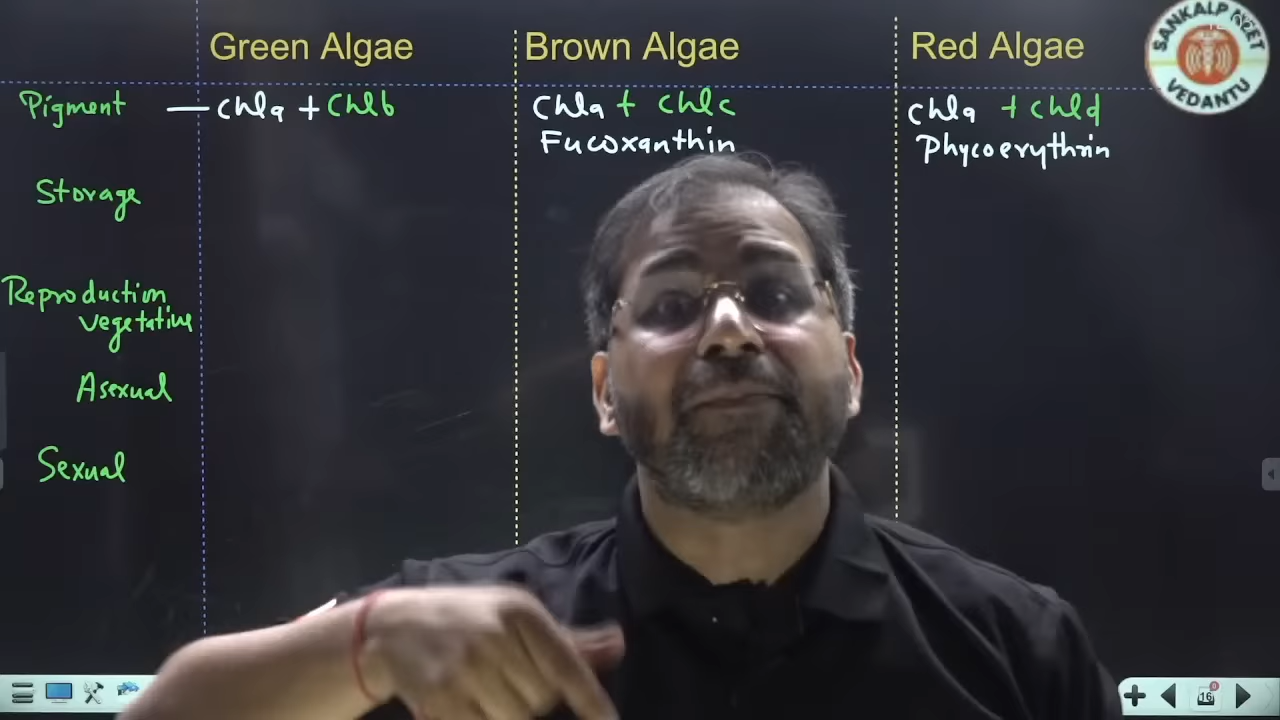 Green Algae
Brown Algae
Red Algae
SANKALP NEET
VEDANTU
Pigment — Chla + Chlb
Chla + Chlc
Fucoxanthin
Chla + Chld
Phycoerythrin
Storage
Reproduction
vegetative
Asexual
Sexual
16